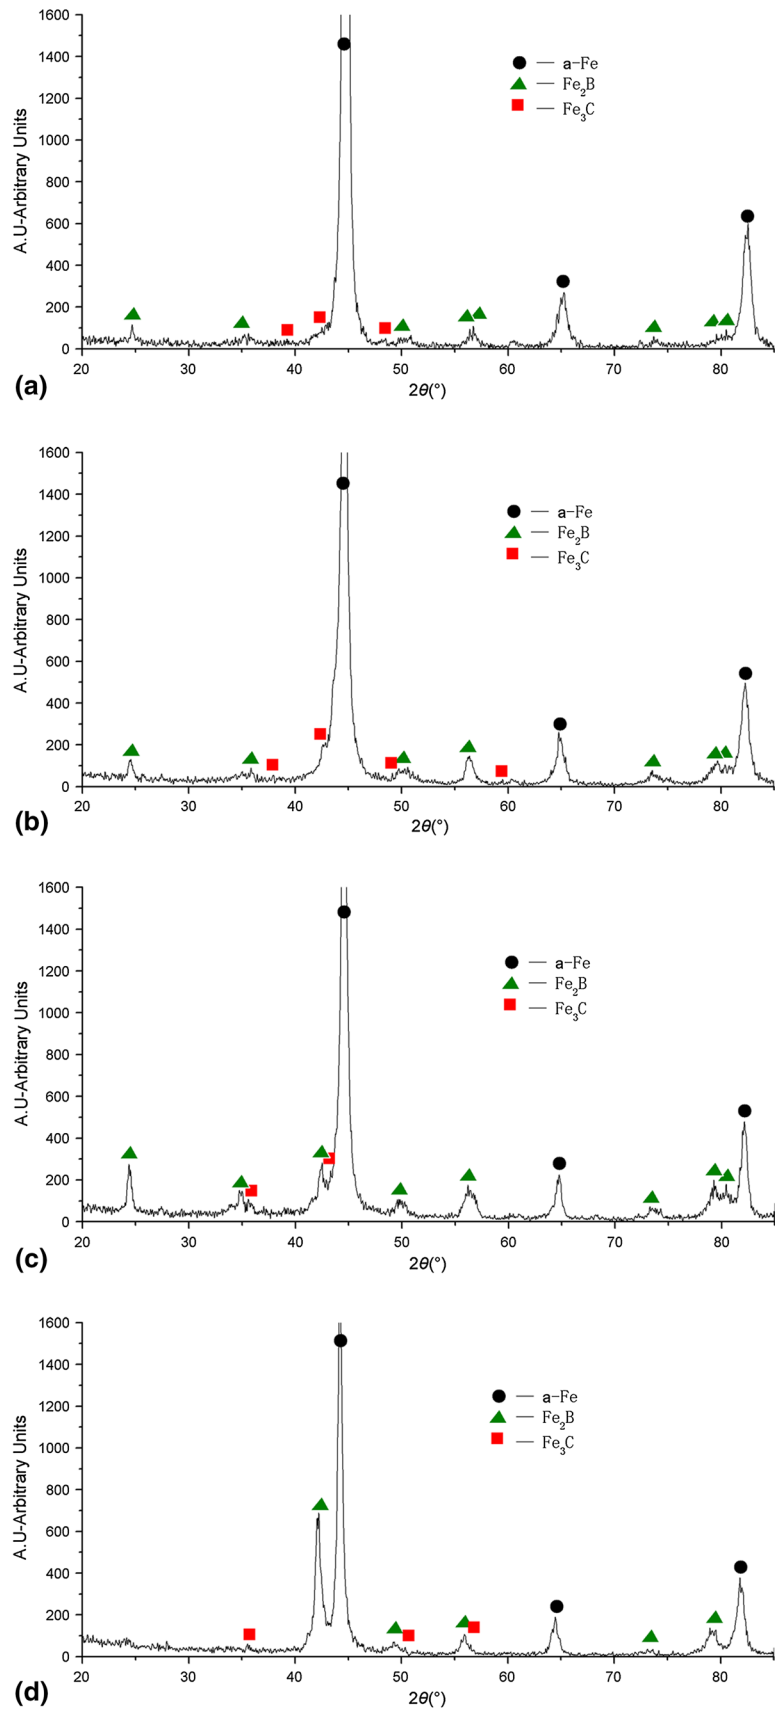 1600
1400
1200
1000
800
600
400
200
0
A.U-Arbitrary Units
— a-Fe
— Fe2B
— Fe3C
20 30 40 50 60 70 80
2θ(°)
(a)
1600
1400
1200
1000
800
600
400
200
0
A.U-Arbitrary Units
— a-Fe
— Fe2B
— Fe3C
20 30 40 50 60 70 80
2θ(°)
(b)
1600
1400
1200
1000
800
600
400
200
0
A.U-Arbitrary Units
— a-Fe
— Fe2B
— Fe3C
20 30 40 50 60 70 80
2θ(°)
(c)
1600
1400
1200
1000
800
600
400
200
0
A.U-Arbitrary Units
— a-Fe
— Fe2B
— Fe3C
20 30 40 50 60 70 80
2θ(°)
(d)